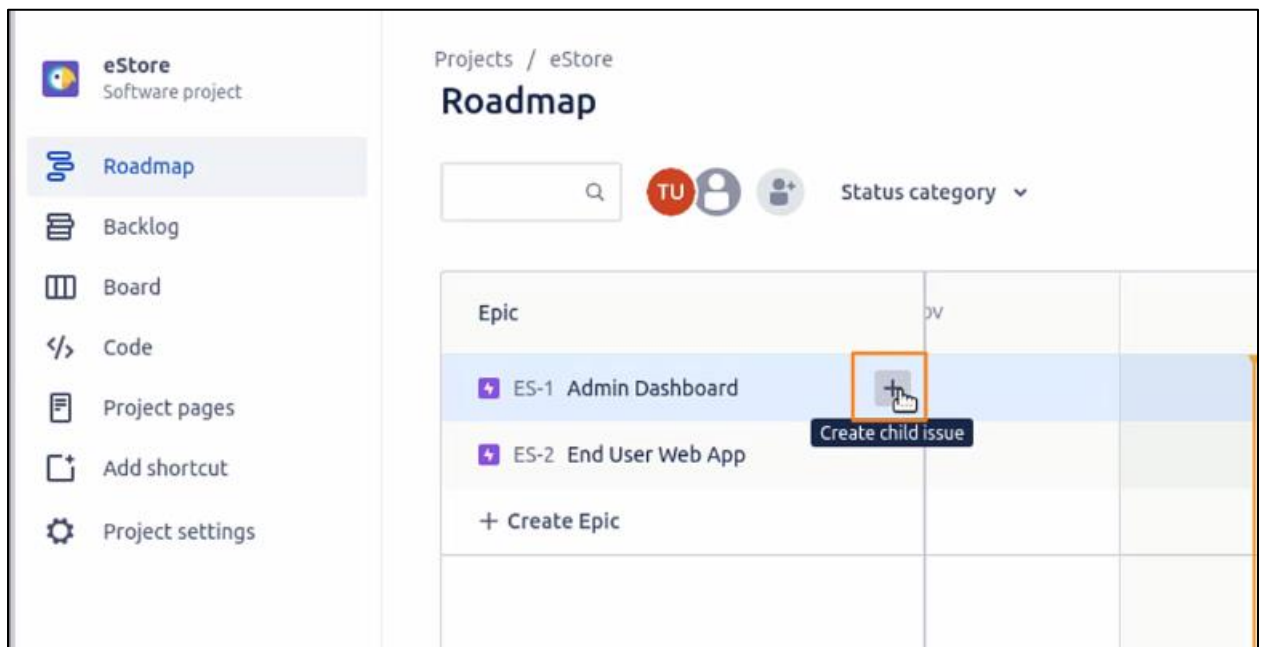 eStore
Software project
Roadmap
Backlog
Board
Code
Project pages
Add shortcut
Project settings
Projects / eStore
Roadmap
TU
Status category
Epic
ES-1 Admin Dashboard
+
Create child issue
ES-2 End User Web App
+ Create Epic